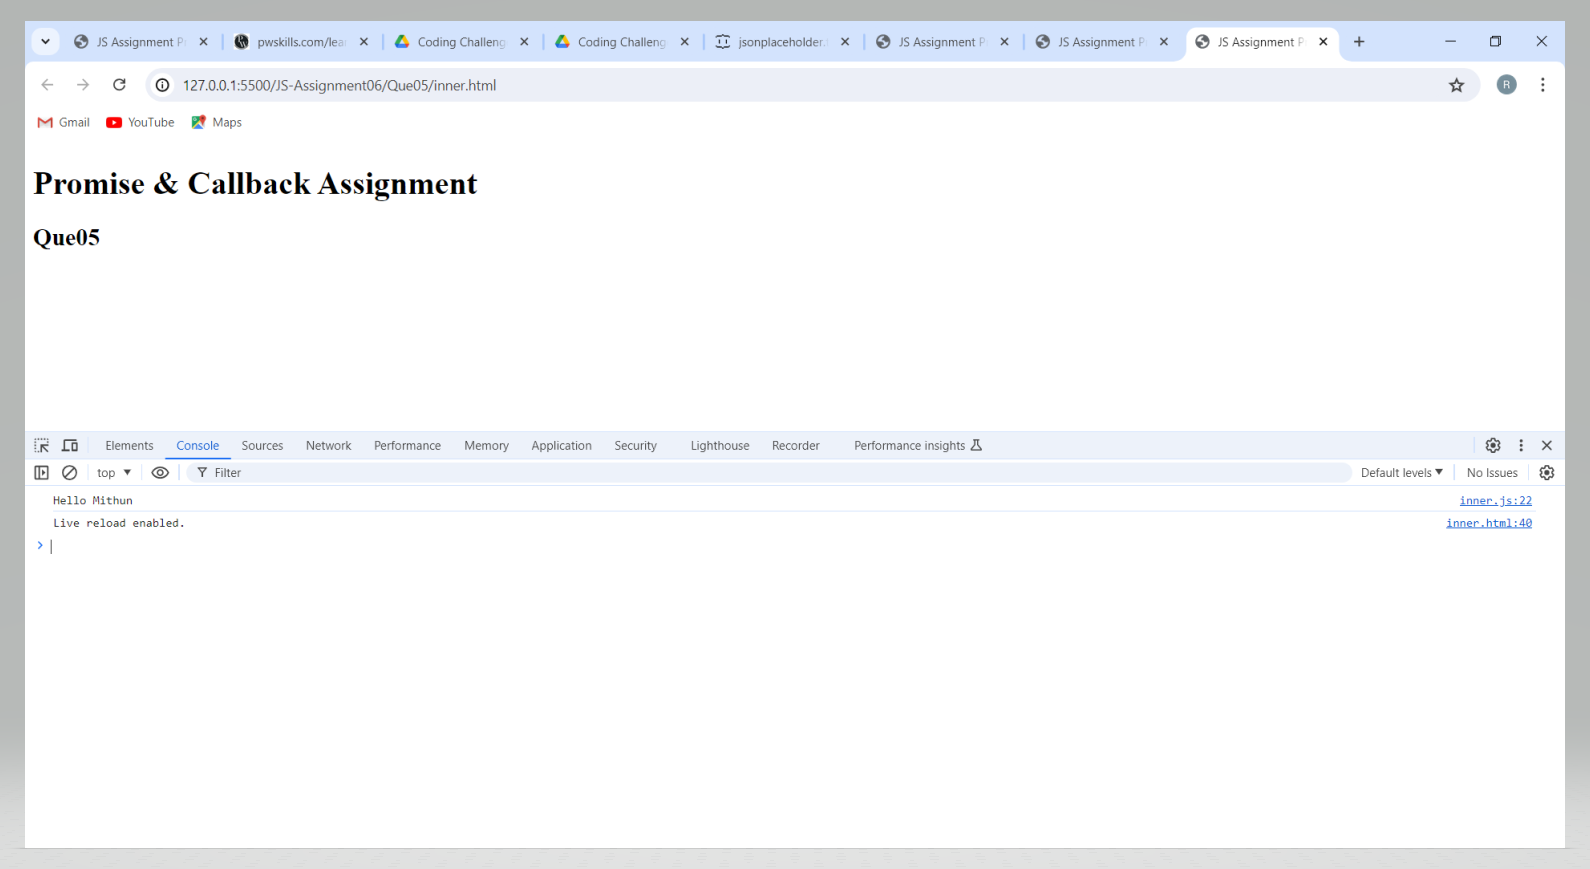 JS Assignment P
pwskills.com/lear
Coding Challeng
Coding Challeng
jsonplaceholder.
JS Assignment P
JS Assignment P
JS Assignment P
127.0.0.1:5500/JS-Assignment06/Que05/inner.html
R
Gmail YouTube Maps
Promise & Callback Assignment
Que05
Elements Console Sources Network Performance Memory Application Security Lighthouse Recorder Performance insights
top Filter Default levels No Issues
Hello Mithun inner.js:22
Live reload enabled. inner.html:40